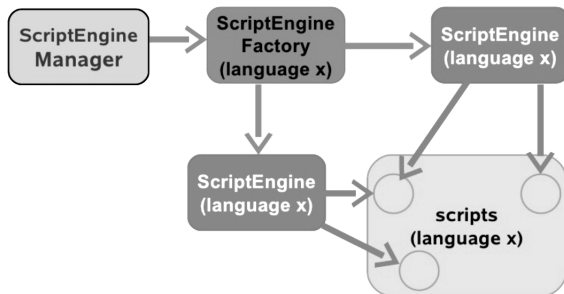 ScriptEngine
Manager
ScriptEngine
Factory
(language x)
ScriptEngine
(language x)
ScriptEngine
(language x)
scripts
(language x)